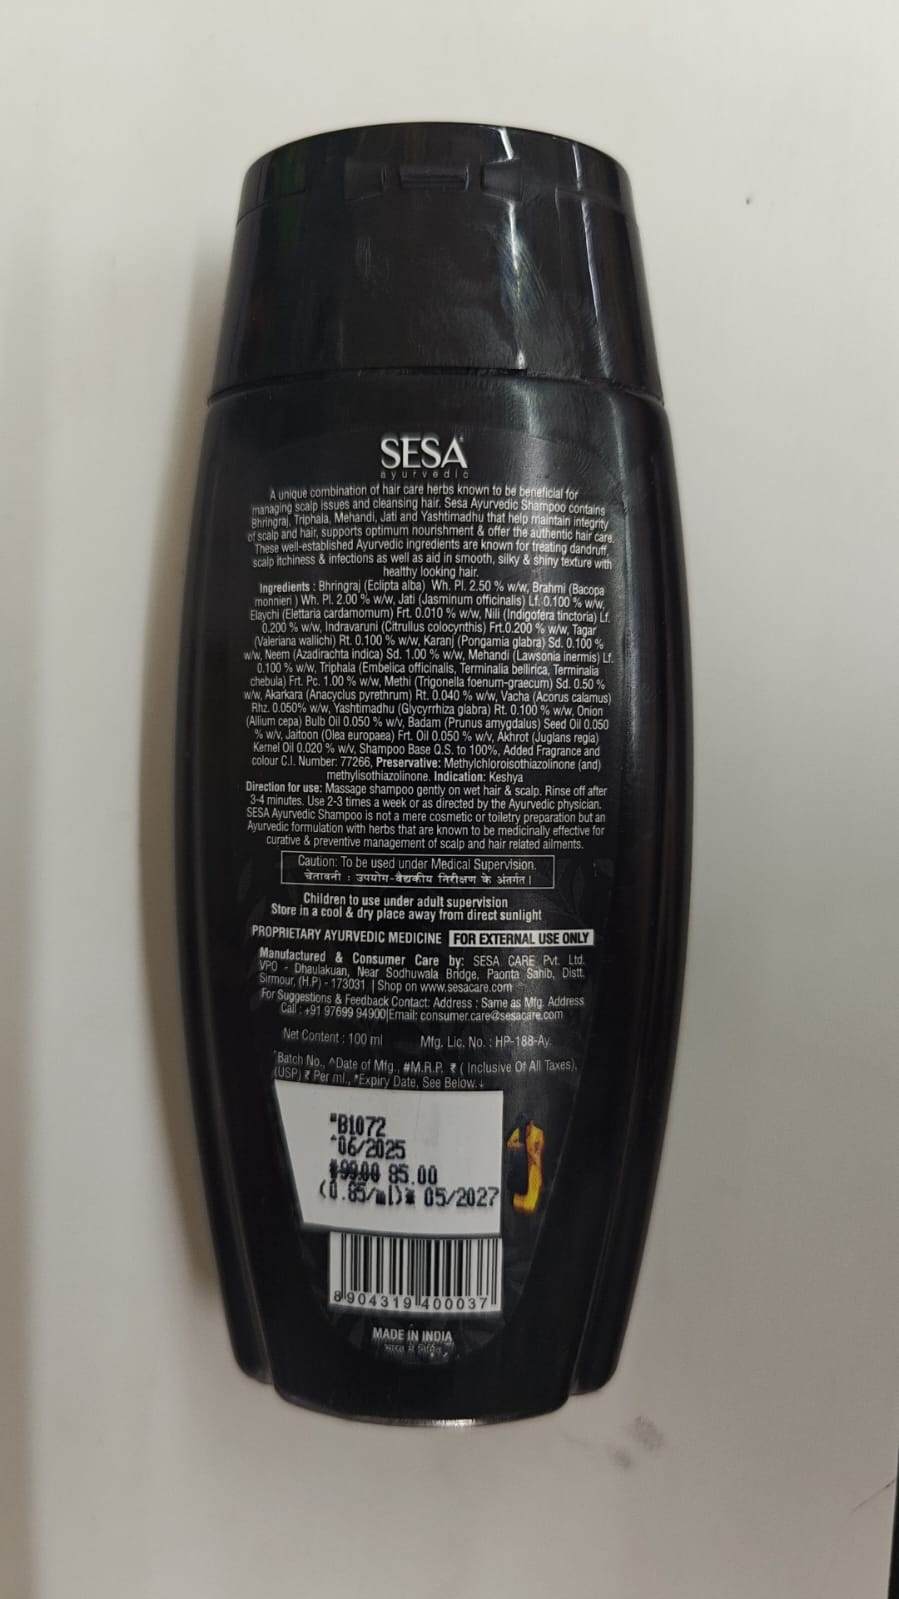 SESA
ayurvedic
A unique combination of hair care herbs known to be beneficial for
managing scalp issues and cleansing hair. Sesa Ayurvedic Shampoo contains
Bhringraj, Triphala, Mehandi, Jati and Yashtimadhu that help maintain integrity
of scalp and hair, supports optimum nourishment & offer the authentic hair care.
These well-established Ayurvedic ingredients are known for treating dandruff,
scalp itchiness & infections as well as aid in smooth, silky & shiny texture with
healthy looking hair.
Ingredients : Bhringraj (Eclipta alba) Wh. Pl. 2.50 % w/w, Brahmi (Bacopa
monnieri ) Wh. Pl. 2.00 % w/w, Jati (Jasminum officinalis) Lf. 0.100 % w/w,
Elaychi (Elettaria cardamomum) Frt. 0.010 % w/w, Nili (Indigofera tinctoria) Lf.
0.200 % w/w, Indravaruni (Citrullus colocynthis) Frt.0.200 % w/w, Tagar
(Valeriana wallichi) Rt. 0.100 % w/w, Karanj (Pongamia glabra) Sd. 0.100 %
w/w, Neem (Azadirachta indica) Sd. 1.00 % w/w, Mehandi (Lawsonia inermis) Lf.
0.100 % w/w, Triphala (Embelica officinalis, Terminalia bellirica, Terminalia
chebula) Frt. Pc. 1.00 % w/w, Methi (Trigonella foenum-graecum) Sd. 0.50 %
w/w, Akarkara (Anacyclus pyrethrum) Rt. 0.040 % w/w, Vacha (Acorus calamus)
Rhz. 0.050% w/w, Yashtimadhu (Glycyrrhiza glabra) Rt. 0.100 % w/w, Onion
(Allium cepa) Bulb Oil 0.050 % w/v, Badam (Prunus amygdalus) Seed Oil 0.050
% w/v, Jaitoon (Olea europaea) Frt. Oil 0.050 % w/v, Akhrot (Juglans regia)
Kernel Oil 0.020 % w/v, Shampoo Base Q.S. to 100%, Added Fragrance and
colour C.I. Number: 77266, Preservative: Methylchloroisothiazolinone (and)
methylisothiazolinone. Indication: Keshya
Direction for use: Massage shampoo gently on wet hair & scalp. Rinse off after
3-4 minutes. Use 2-3 times a week or as directed by the Ayurvedic physician.
SESA Ayurvedic Shampoo is not a mere cosmetic or toiletry preparation but an
Ayurvedic formulation with herbs that are known to be medicinally effective for
curative & preventive management of scalp and hair related ailments.
Caution: To be used under Medical Supervision.
चेतावनी : उपयोग-वैद्यकीय निरीक्षण के अंतर्गत।
Children to use under adult supervision
Store in a cool & dry place away from direct sunlight
PROPRIETARY AYURVEDIC MEDICINE FOR EXTERNAL USE ONLY
Manufactured & Consumer Care by: SESA CARE Pvt. Ltd.
VPO - Dhaulakuan, Near Sodhuwala Bridge, Paonta Sahib, Distt.
Sirmour, (H.P) - 173031 | Shop on www.sesacare.com
For Suggestions & Feedback Contact: Address : Same as Mfg. Address
Call : +91 97699 94900|Email: consumer.care@sesacare.com
Net Content : 100 ml Mfg. Lic. No. : HP-188-Ay.
"Batch No., ^Date of Mfg., #M.R.P. ₹ ( Inclusive Of All Taxes),
(USP) ₹ Per ml., *Expiry Date, See Below.↓
"B1072
^06/2025
#99.00 85.00
(0.85/ml)* 05/2027
8904319400037
MADE IN INDIA
भारत में निर्मित